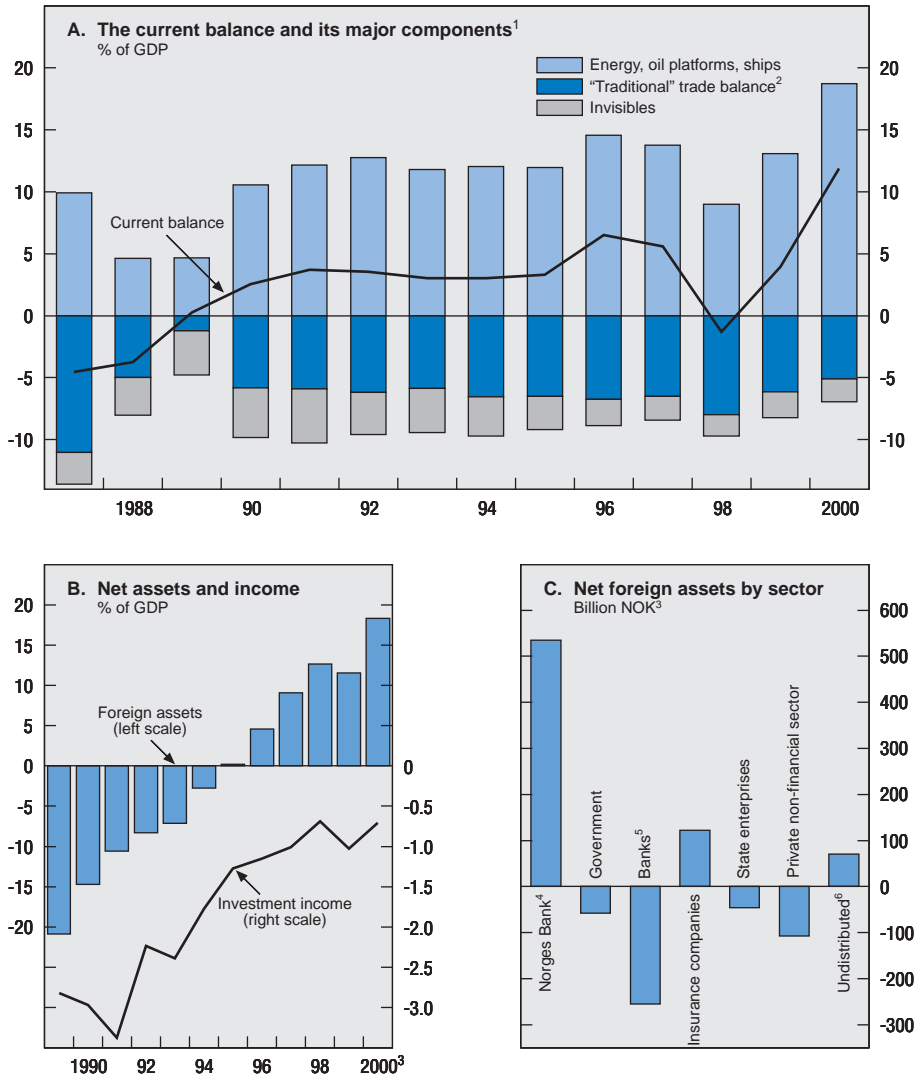 A. The current balance and its major components¹
% of GDP
Energy, oil platforms, ships
"Traditional" trade balance²
Invisibles
Current balance
20 20
15 15
10 10
5 5
0 0
-5 -5
-10 -10
1988 90 92 94 96 98 2000
B. Net assets and income
% of GDP
20
15
10
5
0 0
-5 -0.5
-10 -1.0
-15 -1.5
-20 -2.0
-2.5
-3.0
Foreign assets
(left scale)
Investment income
(right scale)
1990 92 94 96 98 2000³
C. Net foreign assets by sector
Billion NOK³
600
500
400
300
200
100
0
-100
-200
-300
Norges Bank⁴
Government
Banks⁵
Insurance companies
State enterprises
Private non-financial sector
Undistributed⁶